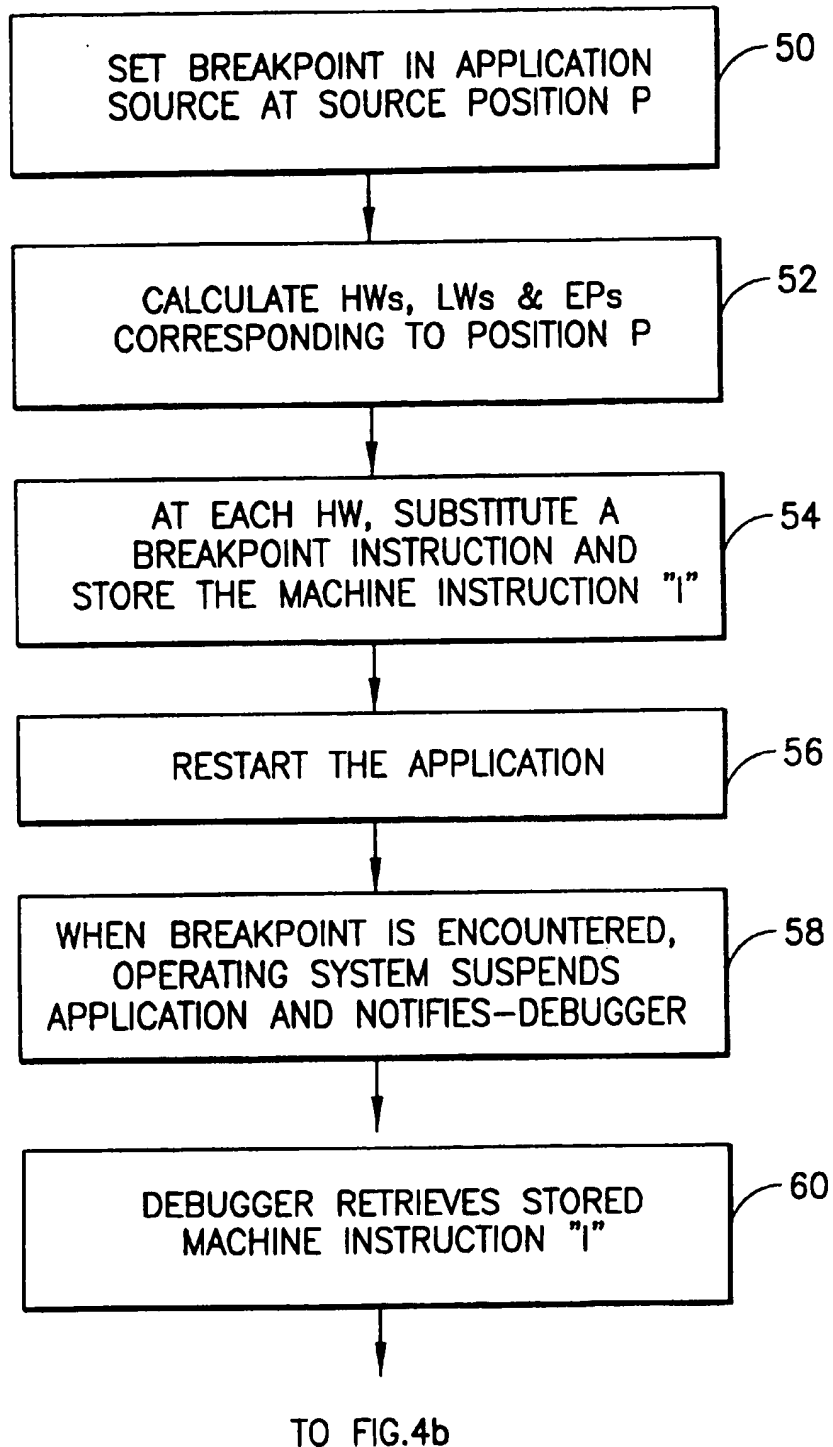 SET BREAKPOINT IN APPLICATION
SOURCE AT SOURCE POSITION P
50
CALCULATE HWs, LWs & EPs
CORRESPONDING TO POSITION P
52
AT EACH HW, SUBSTITUTE A
BREAKPOINT INSTRUCTION AND
STORE THE MACHINE INSTRUCTION "I"
54
RESTART THE APPLICATION
56
WHEN BREAKPOINT IS ENCOUNTERED,
OPERATING SYSTEM SUSPENDS
APPLICATION AND NOTIFIES-DEBUGGER
58
DEBUGGER RETRIEVES STORED
MACHINE INSTRUCTION "I"
60
TO FIG.4b